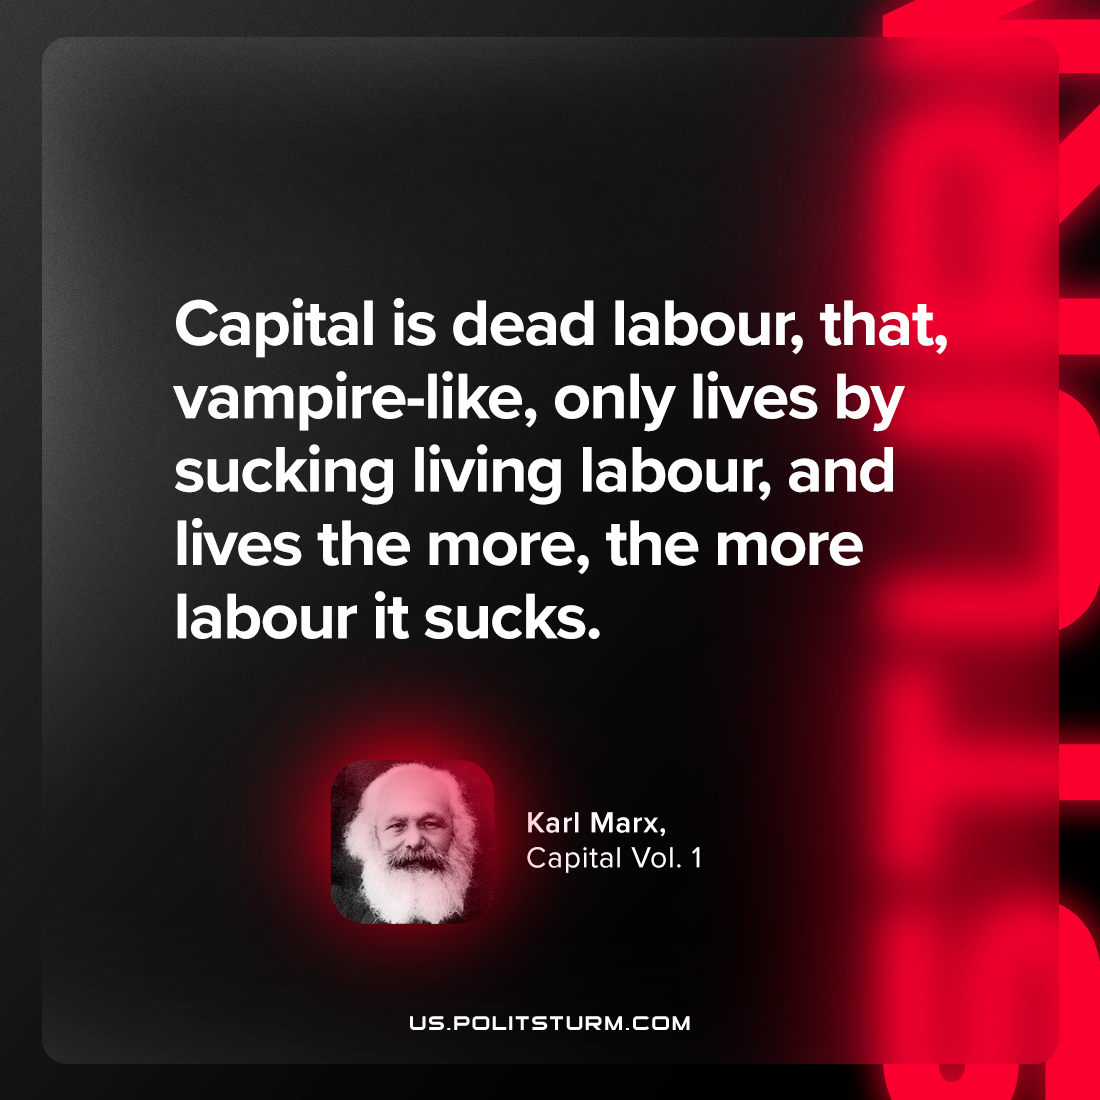 Capital is dead labour, that,
vampire-like, only lives by
sucking living labour, and
lives the more, the more
labour it sucks.
Karl Marx,
Capital Vol. 1
US.POLITSTURM.COM